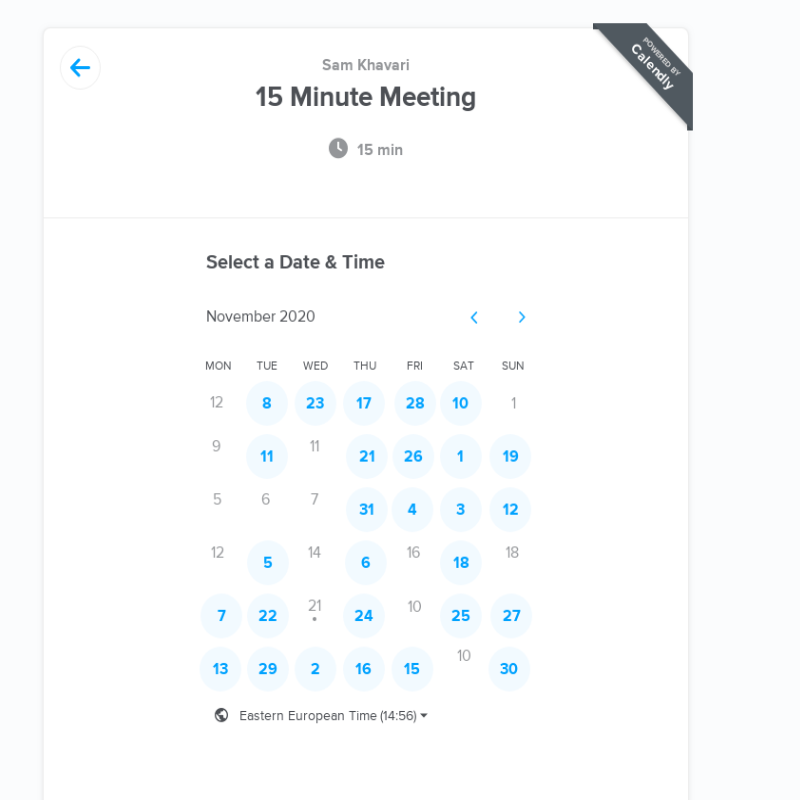 POWERED BY
Calendly
Sam Khavari
15 Minute Meeting
15 min
Select a Date & Time
November 2020
MON TUE WED THU FRI SAT SUN
12 8 23 17 28 10 1
9 11 11 21 26 1 19
5 6 7 31 4 3 12
12 5 14 6 16 18 18
7 22 21 24 10 25 27
13 29 2 16 15 10 30
Eastern European Time (14:56)